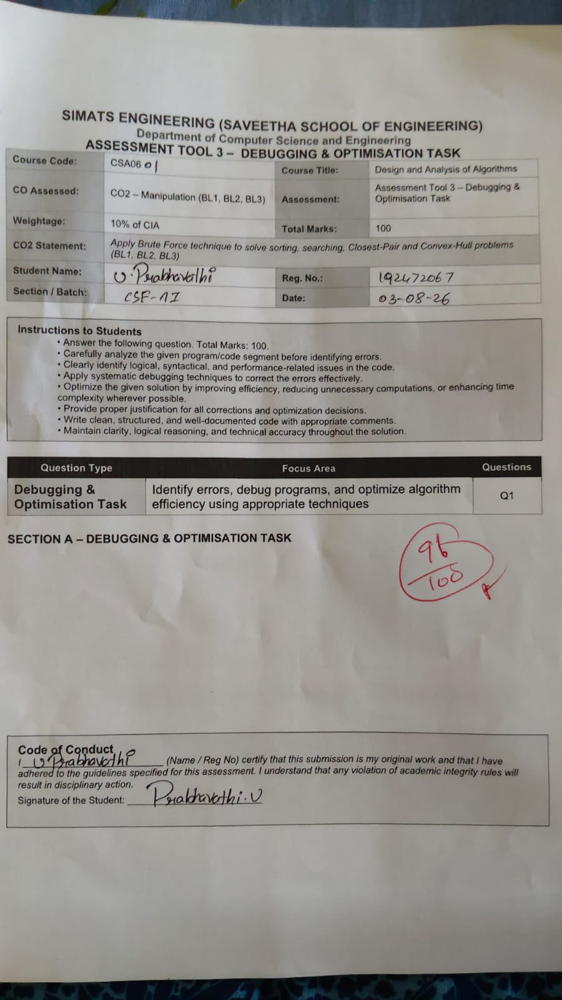 SIMATS ENGINEERING (SAVEETHA SCHOOL OF ENGINEERING)
Department of Computer Science and Engineering
ASSESSMENT TOOL 3 – DEBUGGING & OPTIMISATION TASK
Course Code: CSA06 01 Course Title: Design and Analysis of Algorithms
CO Assessed: CO2 – Manipulation (BL1, BL2, BL3) Assessment: Assessment Tool 3 – Debugging &
Optimisation Task
Weightage: 10% of CIA Total Marks: 100
CO2 Statement: Apply Brute Force technique to solve sorting, searching, Closest-Pair and Convex-Hull problems
(BL1, BL2, BL3)
Student Name: U.Prabhavathi Reg. No.: 192472067
Section / Batch: CSE-AI Date: 03-08-26
Instructions to Students
• Answer the following question. Total Marks: 100.
• Carefully analyze the given program/code segment before identifying errors.
• Clearly identify logical, syntactical, and performance-related issues in the code.
• Apply systematic debugging techniques to correct the errors effectively.
• Optimize the given solution by improving efficiency, reducing unnecessary computations, or enhancing time
complexity wherever possible.
• Provide proper justification for all corrections and optimization decisions.
• Write clean, structured, and well-documented code with appropriate comments.
• Maintain clarity, logical reasoning, and technical accuracy throughout the solution.
Question Type Focus Area Questions
Debugging & Identify errors, debug programs, and optimize algorithm Q1
Optimisation Task efficiency using appropriate techniques
SECTION A – DEBUGGING & OPTIMISATION TASK
100
Code of Conduct
I U Prabhavathi (Name / Reg No) certify that this submission is my original work and that I have
adhered to the guidelines specified for this assessment. I understand that any violation of academic integrity rules will
result in disciplinary action.
Signature of the Student: Prabhavathi.U